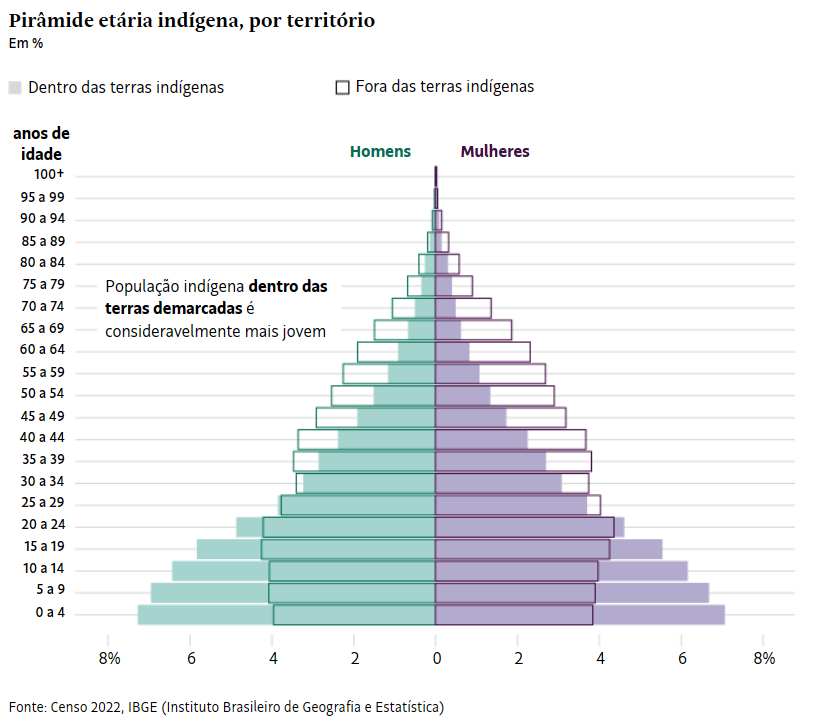 Pirâmide etária indígena, por território
Em %
Dentro das terras indígenas
Fora das terras indígenas
anos de
idade
Homens
Mulheres
100+
95 a 99
90 a 94
85 a 89
80 a 84
75 a 79
70 a 74
65 a 69
60 a 64
55 a 59
50 a 54
45 a 49
40 a 44
35 a 39
30 a 34
25 a 29
20 a 24
15 a 19
10 a 14
5 a 9
0 a 4
População indígena dentro das
terras demarcadas é
consideravelmente mais jovem
8% 6 4 2 0 2 4 6 8%
Fonte: Censo 2022, IBGE (Instituto Brasileiro de Geografia e Estatística)